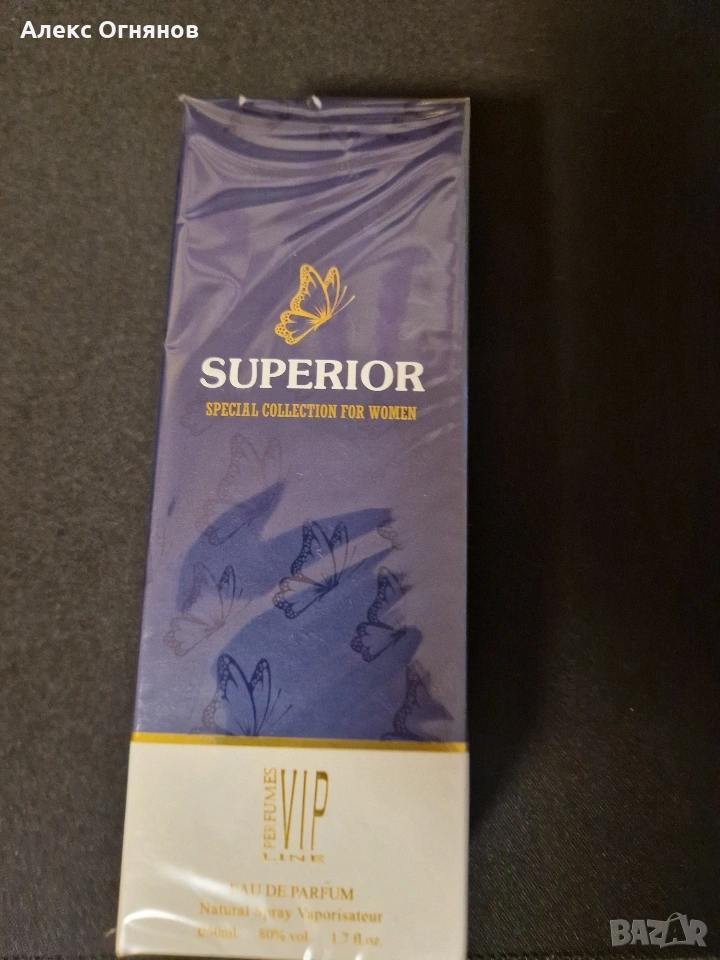 Алекс Огнянов
SUPERIOR
SPECIAL COLLECTION FOR WOMEN
PERFUMES
VIP
LINE
EAU DE PARFUM
Natural Spray Vaporisateur
80% vol. 1.7 fl.oz.
BAZAR